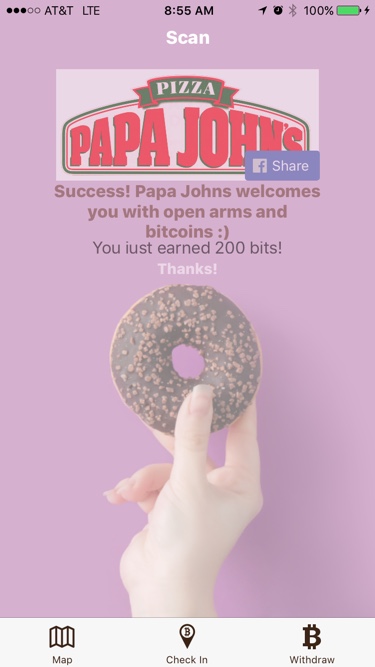 AT&T LTE 8:55 AM 100%
Scan
PIZZA
PAPA JOHN'S
Share
Success! Papa Johns welcomes
you with open arms and
bitcoins :)
You just earned 200 bits!
Thanks!
Map Check In Withdraw